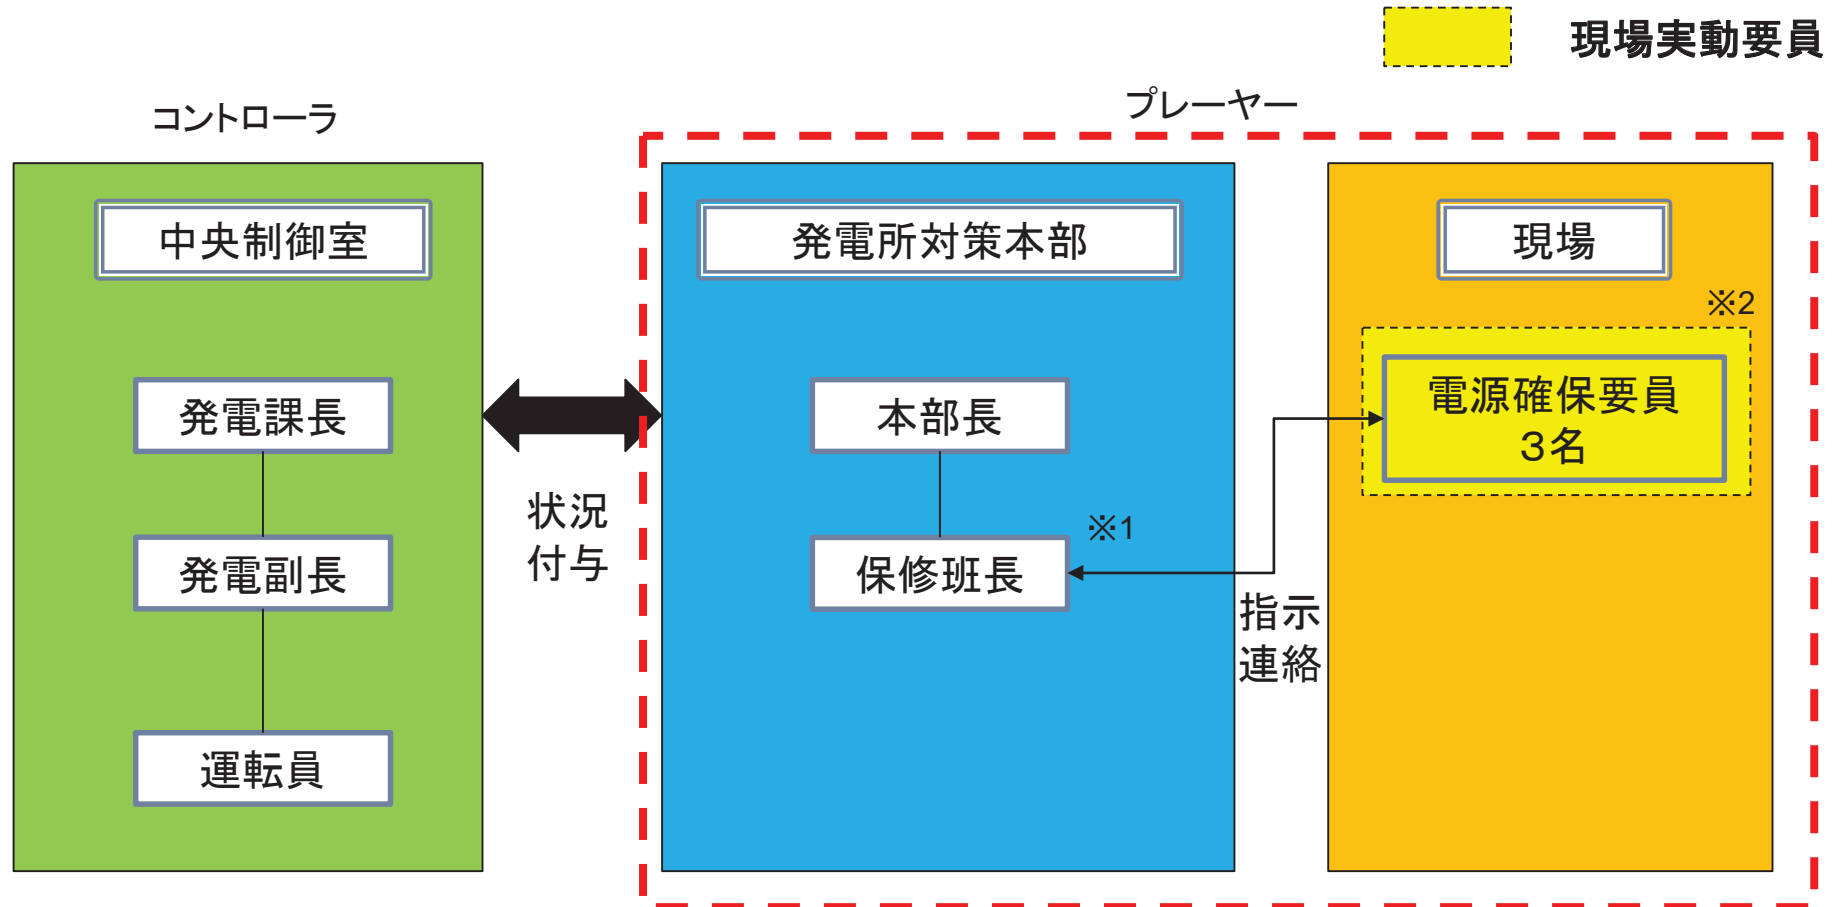 現場実動要員
コントローラ
プレーヤー
中央制御室
発電課長
発電副長
運転員
状況
付与
発電所対策本部
本部長
※1
保修班長
指示
連絡
現場
※2
電源確保要員
３名